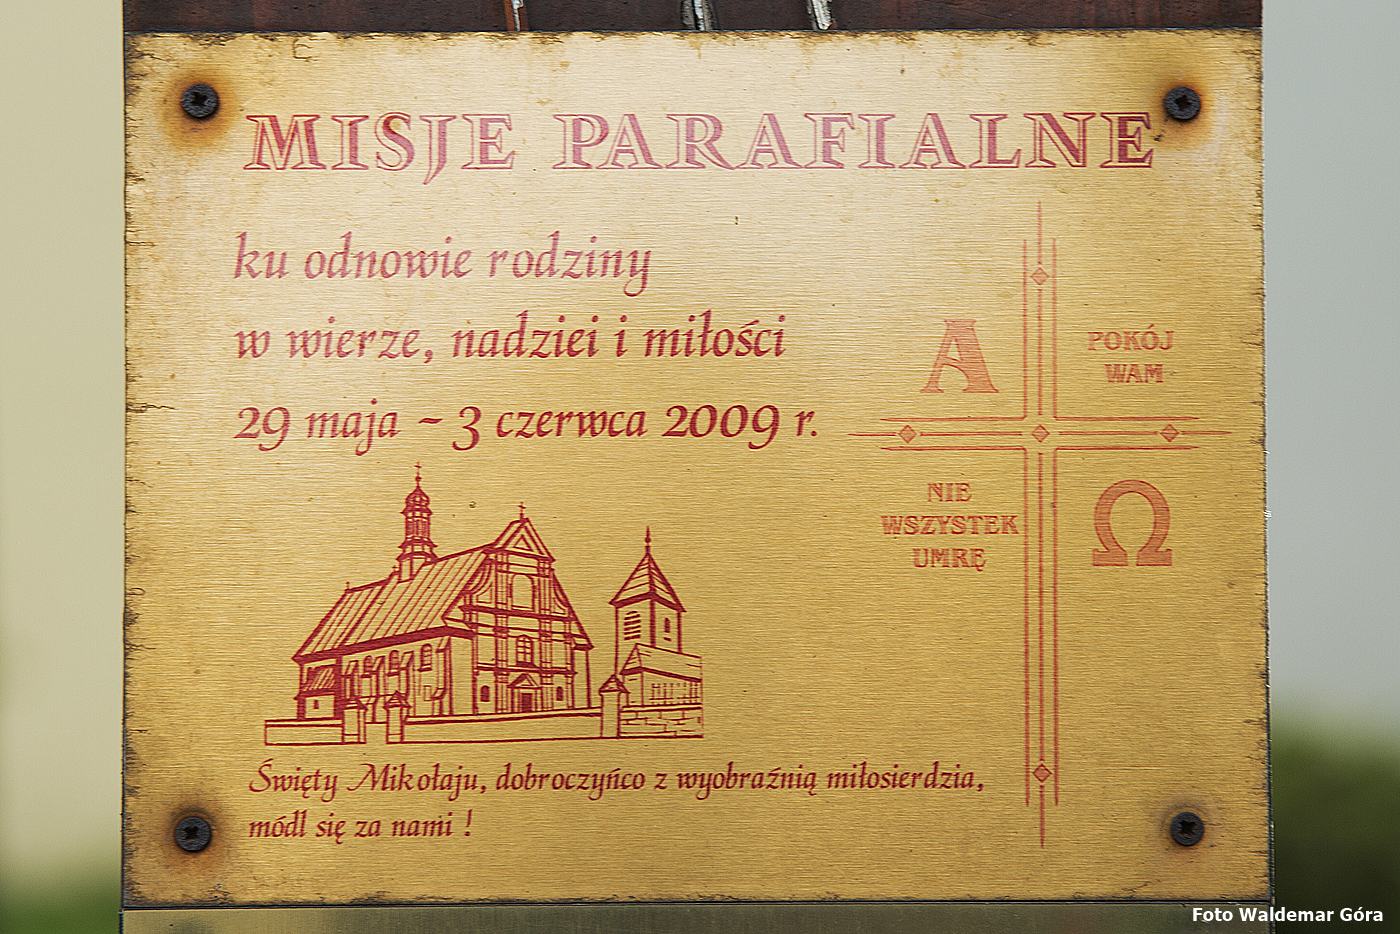 MISJE PARAFIALNE
ku odnowie rodziny
w wierze, nadziei i miłości
29 maja – 3 czerwca 2009 r.
A
POKÓJ
WAM
NIE
WSZYSTEK
UMRĘ
Ω
Święty Mikołaju, dobroczyńco z wyobraźnią miłosierdzia,
módl się za nami !
Foto Waldemar Góra